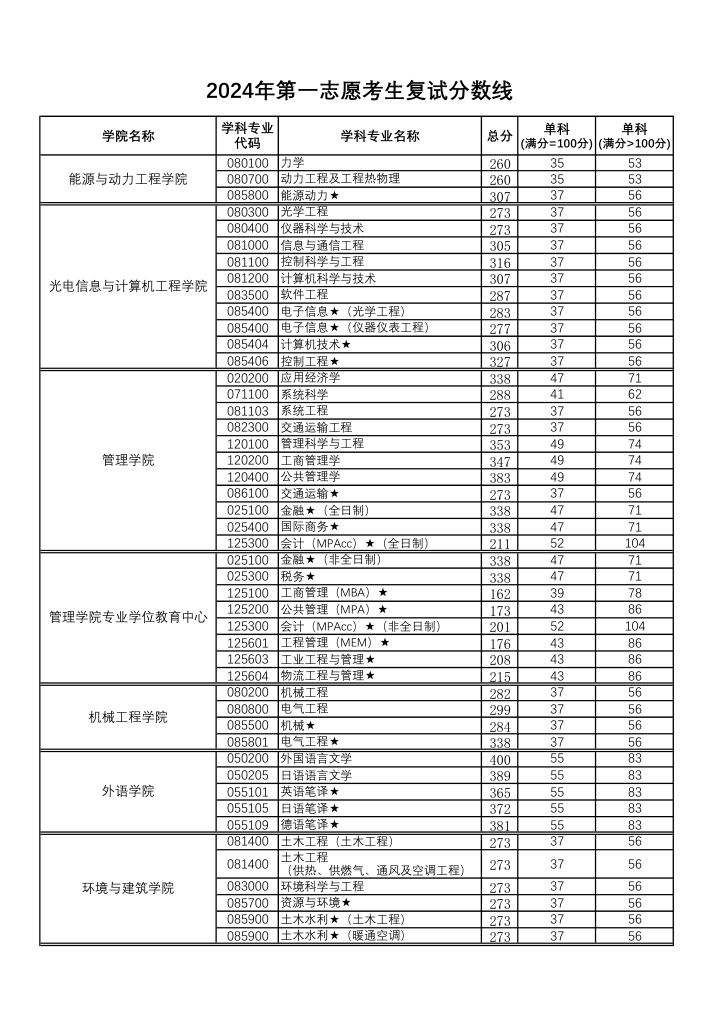 2024年第一志愿考生复试分数线
学院名称 学科专业代码 学科专业名称 总分 单科(满分=100分) 单科(满分>100分)
能源与动力工程学院
080100 力学 260 35 53
080700 动力工程及工程热物理 260 35 53
085800 能源动力★ 307 37 56
光电信息与计算机工程学院
080300 光学工程 273 37 56
080400 仪器科学与技术 273 37 56
081000 信息与通信工程 305 37 56
081100 控制科学与工程 316 37 56
081200 计算机科学与技术 307 37 56
083500 软件工程 287 37 56
085400 电子信息★（光学工程） 283 37 56
085400 电子信息★（仪器仪表工程） 277 37 56
085404 计算机技术★ 306 37 56
085406 控制工程★ 327 37 56
管理学院
020200 应用经济学 338 47 71
071100 系统科学 288 41 62
081103 系统工程 273 37 56
082300 交通运输工程 273 37 56
120100 管理科学与工程 353 49 74
120200 工商管理学 347 49 74
120400 公共管理学 383 49 74
086100 交通运输★ 273 37 56
025100 金融★（全日制） 338 47 71
025400 国际商务★ 338 47 71
125300 会计（MPAcc）★（全日制） 211 52 104
管理学院专业学位教育中心
025100 金融★（非全日制） 338 47 71
025300 税务★ 338 47 71
125100 工商管理（MBA）★ 162 39 78
125200 公共管理（MPA）★ 173 43 86
125300 会计（MPAcc）★（非全日制） 201 52 104
125601 工程管理（MEM）★ 176 43 86
125603 工业工程与管理★ 208 43 86
125604 物流工程与管理★ 215 43 86
机械工程学院
080200 机械工程 282 37 56
080800 电气工程 299 37 56
085500 机械★ 284 37 56
085801 电气工程★ 338 37 56
外语学院
050200 外国语言文学 400 55 83
050205 日语语言文学 389 55 83
055101 英语笔译★ 365 55 83
055105 日语笔译★ 372 55 83
055109 德语笔译★ 381 55 83
环境与建筑学院
081400 土木工程（土木工程） 273 37 56
081400 土木工程
（供热、供燃气、通风及空调工程） 273 37 56
083000 环境科学与工程 273 37 56
085700 资源与环境★ 273 37 56
085900 土木水利★（土木工程） 273 37 56
085900 土木水利★（暖通空调） 273 37 56